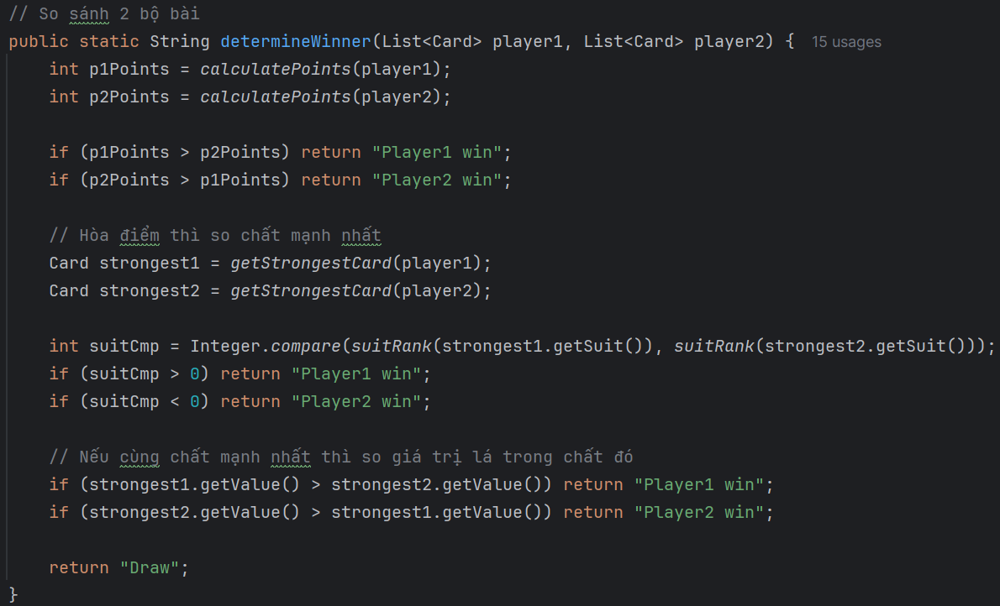 // So sánh 2 bộ bài
public static String determineWinner(List<Card> player1, List<Card> player2) { 15 usages
int p1Points = calculatePoints(player1);
int p2Points = calculatePoints(player2);
if (p1Points > p2Points) return "Player1 win";
if (p2Points > p1Points) return "Player2 win";
// Hòa điểm thì so chất mạnh nhất
Card strongest1 = getStrongestCard(player1);
Card strongest2 = getStrongestCard(player2);
int suitCmp = Integer.compare(suitRank(strongest1.getSuit()), suitRank(strongest2.getSuit()));
if (suitCmp > 0) return "Player1 win";
if (suitCmp < 0) return "Player2 win";
// Nếu cùng chất mạnh nhất thì so giá trị lá trong chất đó
if (strongest1.getValue() > strongest2.getValue()) return "Player1 win";
if (strongest2.getValue() > strongest1.getValue()) return "Player2 win";
return "Draw";
}